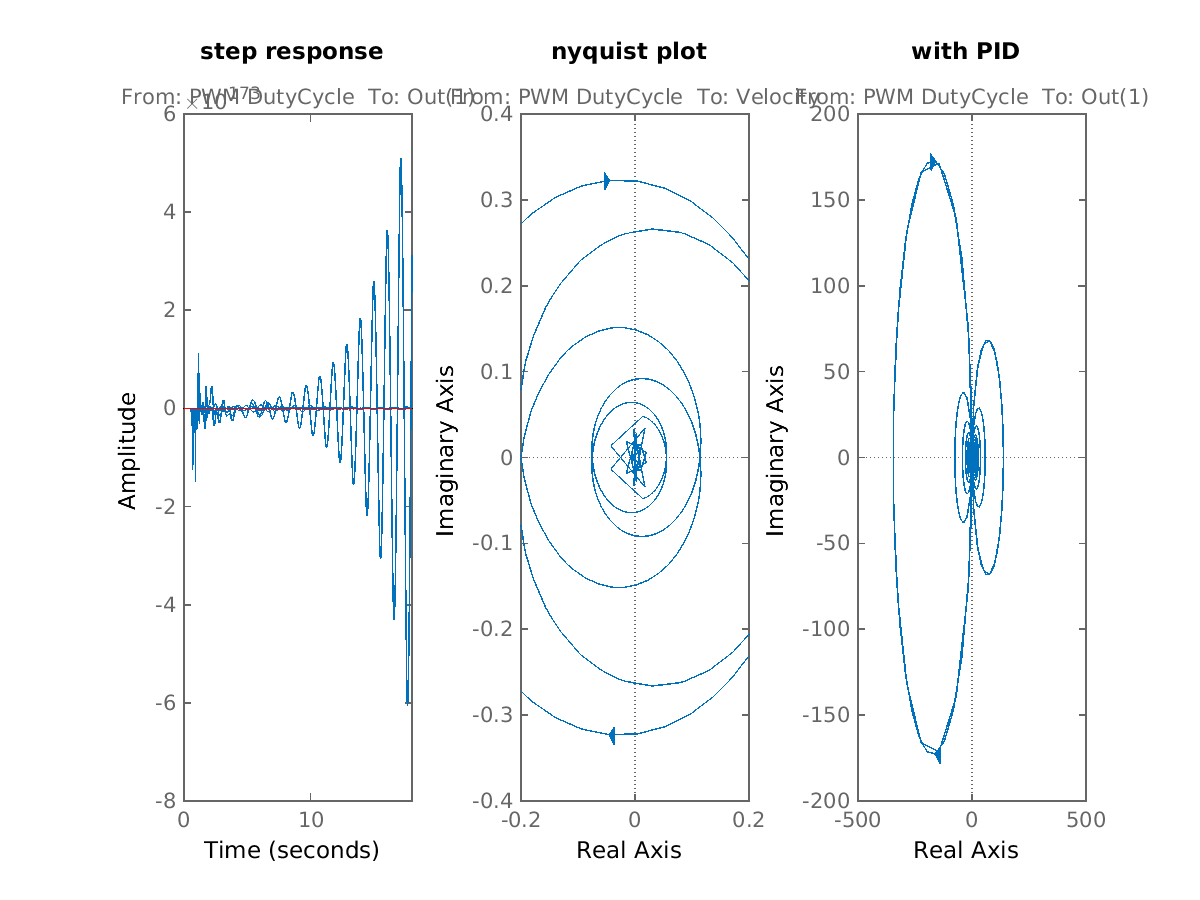 step response
nyquist plot
with PID
From: PWM DutyCycle To: Out(1)
From: PWM DutyCycle To: Velocity
From: PWM DutyCycle To: Out(1)
×10^173
6
4
2
0
-2
-4
-6
-8
0
10
Amplitude
Time (seconds)
0.4
0.3
0.2
0.1
0
-0.1
-0.2
-0.3
-0.4
-0.2
0
0.2
Imaginary Axis
Real Axis
200
150
100
50
0
-50
-100
-150
-200
-500
0
500
Imaginary Axis
Real Axis